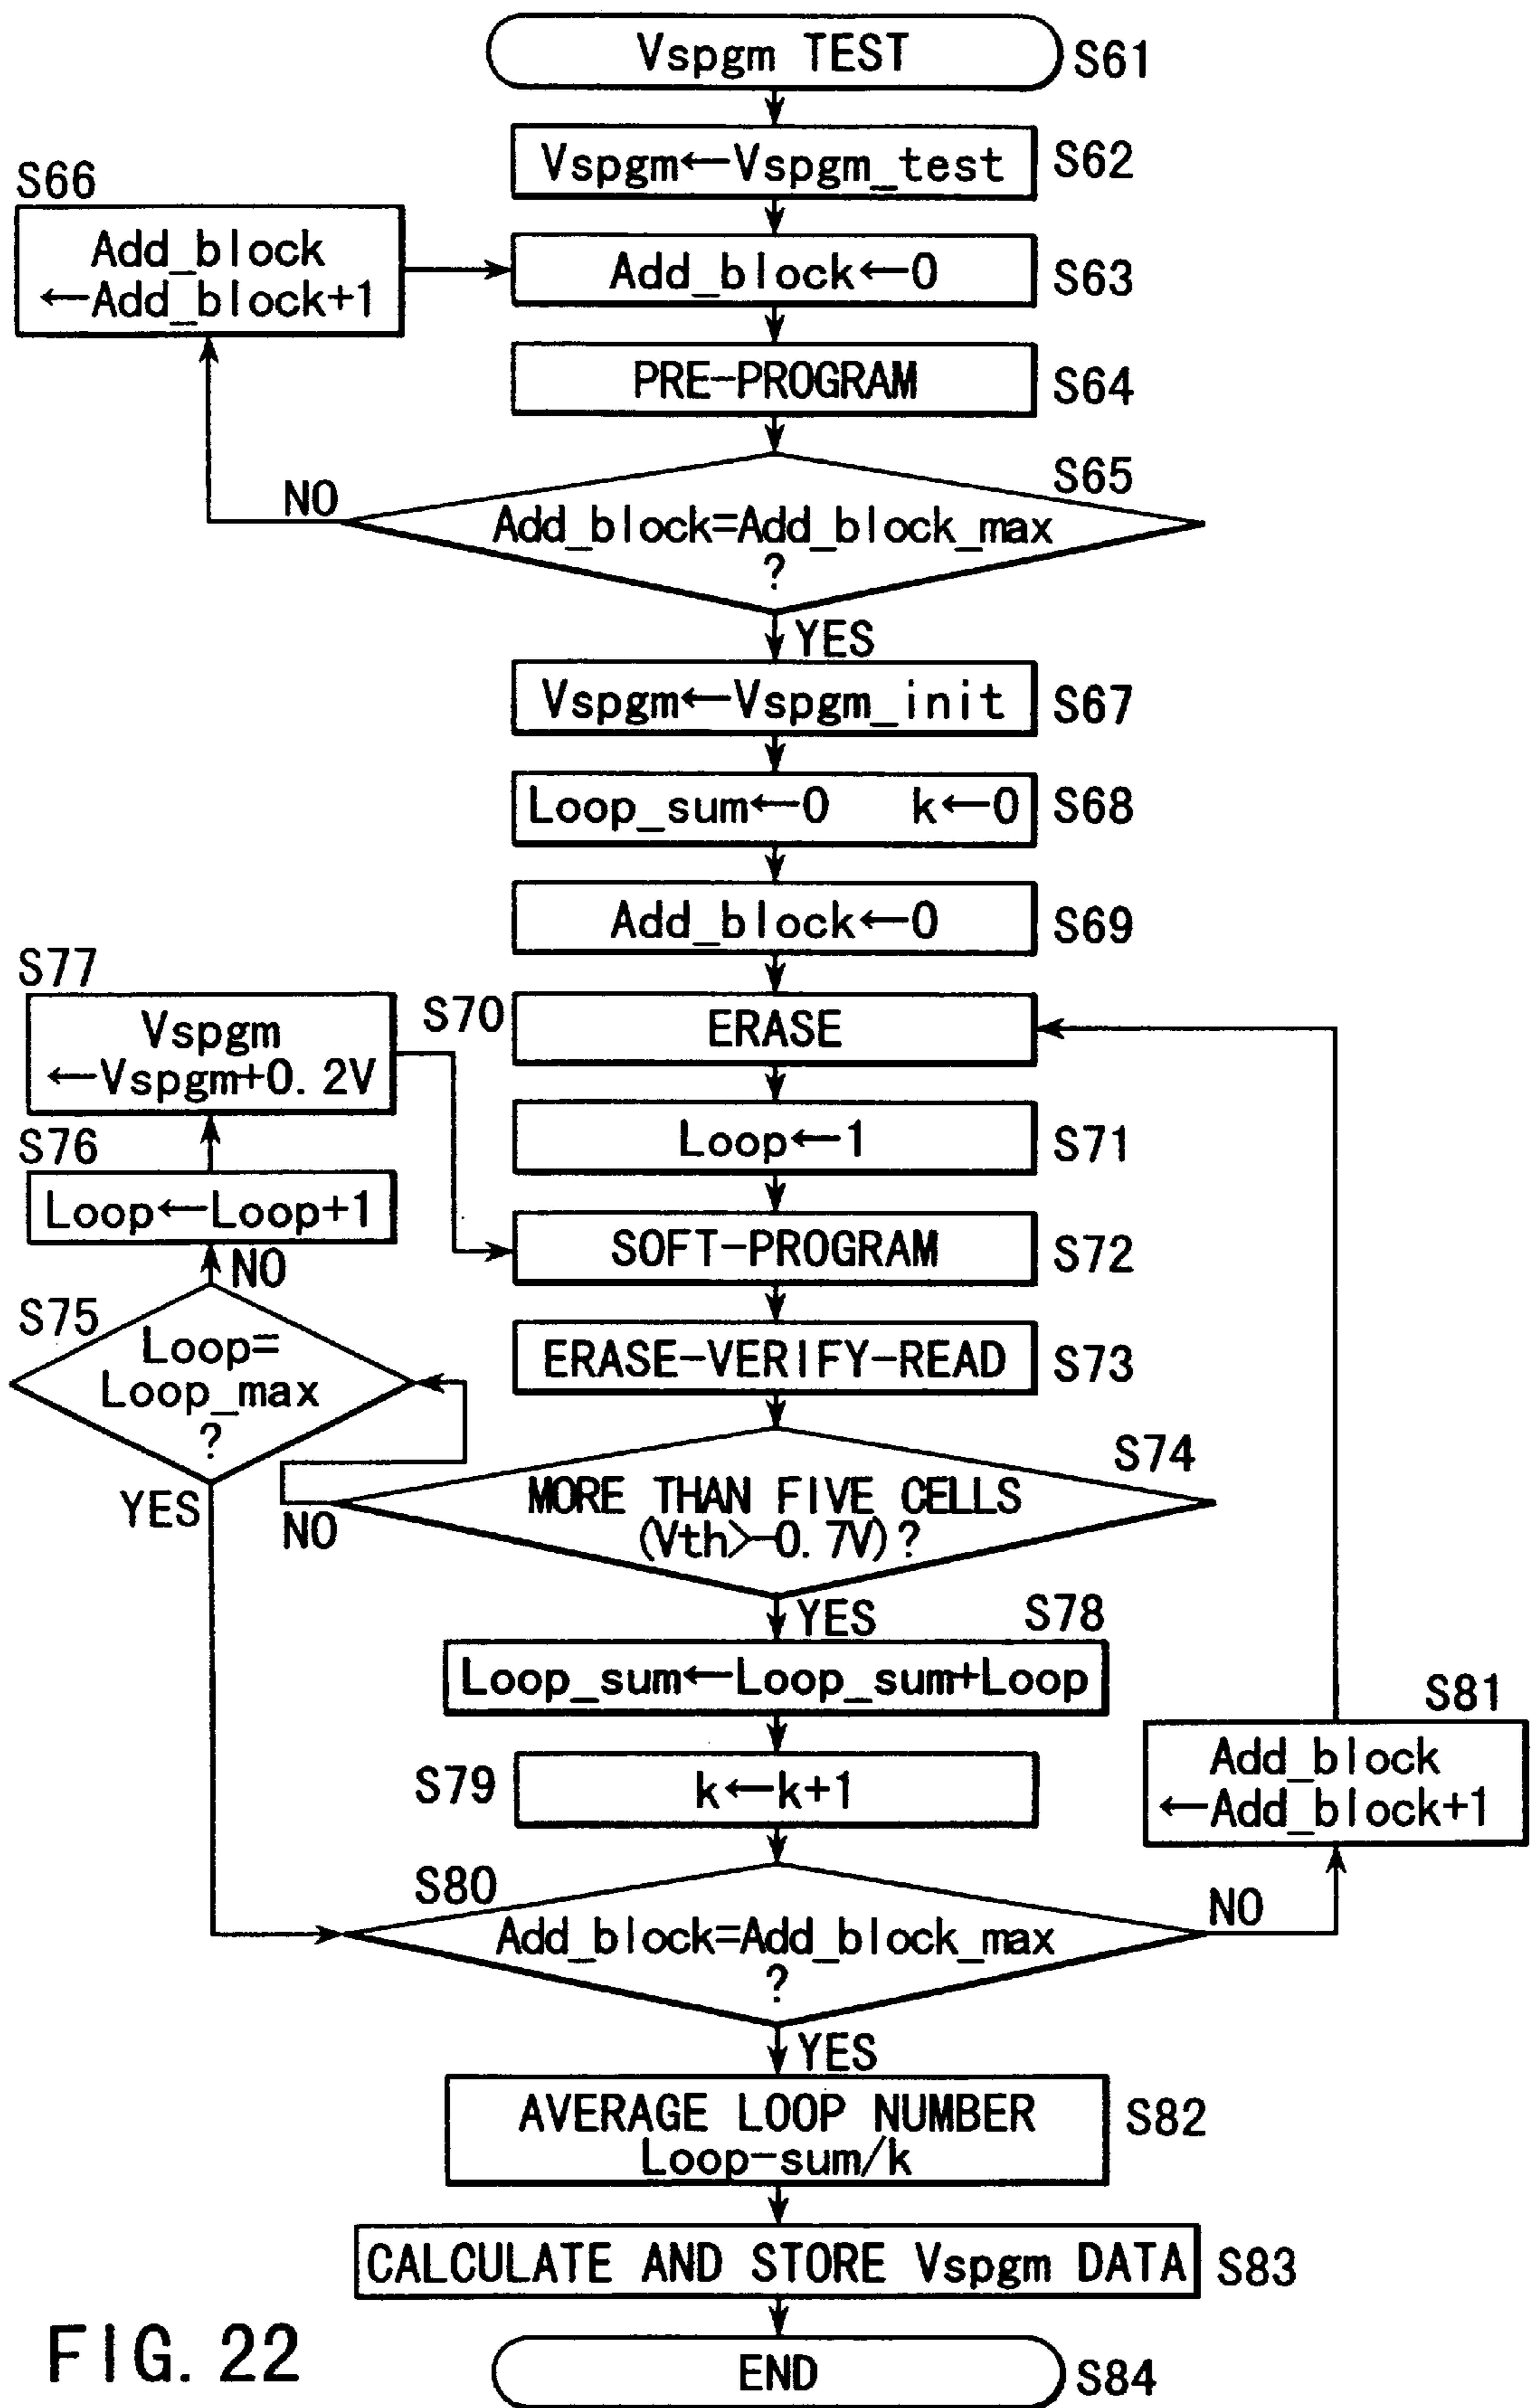 Vspgm TEST
S61
Vspgm←Vspgm_test
S62
S66
Add_block
←Add_block+1
Add_block←0
S63
PRE-PROGRAM
S64
S65
NO
Add_block=Add_block_max
?
YES
Vspgm←Vspgm_init
S67
Loop_sum←0 k←0
S68
Add_block←0
S69
S77
Vspgm
←Vspgm+0.2V
S70
ERASE
Loop←1
S71
S76
Loop←Loop+1
NO
SOFT-PROGRAM
S72
S75
Loop=
Loop_max
?
YES
ERASE-VERIFY-READ
S73
S74
MORE THAN FIVE CELLS
(Vth>-0.7V)?
NO
YES
S78
Loop_sum←Loop_sum+Loop
S79
k←k+1
S81
Add_block
←Add_block+1
S80
Add_block=Add_block_max
?
NO
YES
AVERAGE LOOP NUMBER
Loop-sum/k
S82
CALCULATE AND STORE Vspgm DATA
S83
END
S84
FIG. 22